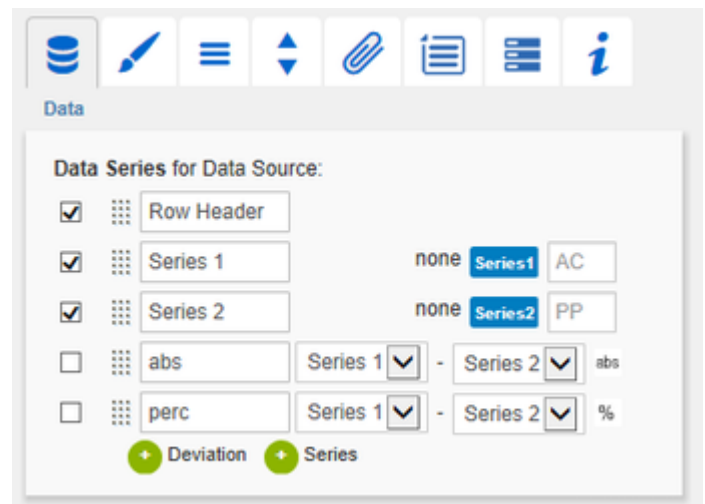 Data
Data Series for Data Source:
Row Header
Series 1 none Series1 AC
Series 2 none Series2 PP
abs Series 1 - Series 2 abs
perc Series 1 - Series 2 %
+ Deviation + Series